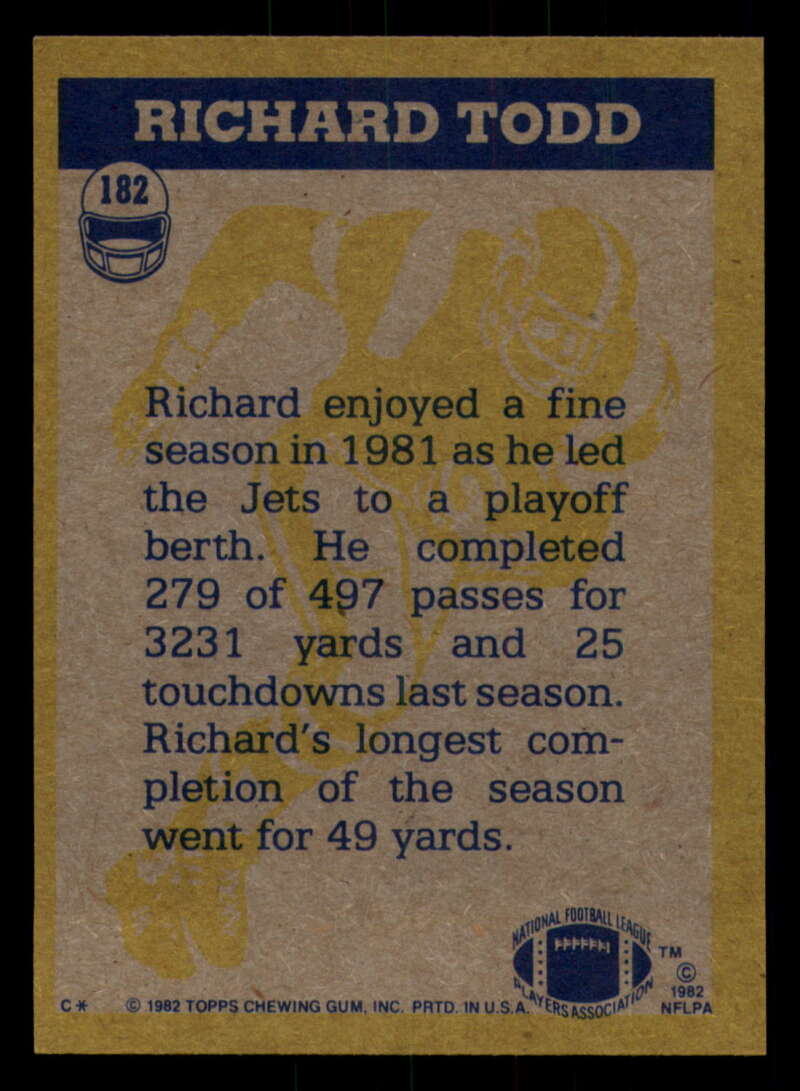 RICHARD TODD
182
Richard enjoyed a fine
season in 1981 as he led
the Jets to a playoff
berth. He completed
279 of 497 passes for
3231 yards and 25
touchdowns last season.
Richard's longest com-
pletion of the season
went for 49 yards.
NATIONAL FOOTBALL LEAGUE
PLAYERS ASSOCIATION
TM
©
1982
NFLPA
C* © 1982 TOPPS CHEWING GUM, INC. PRTD. IN U.S.A.